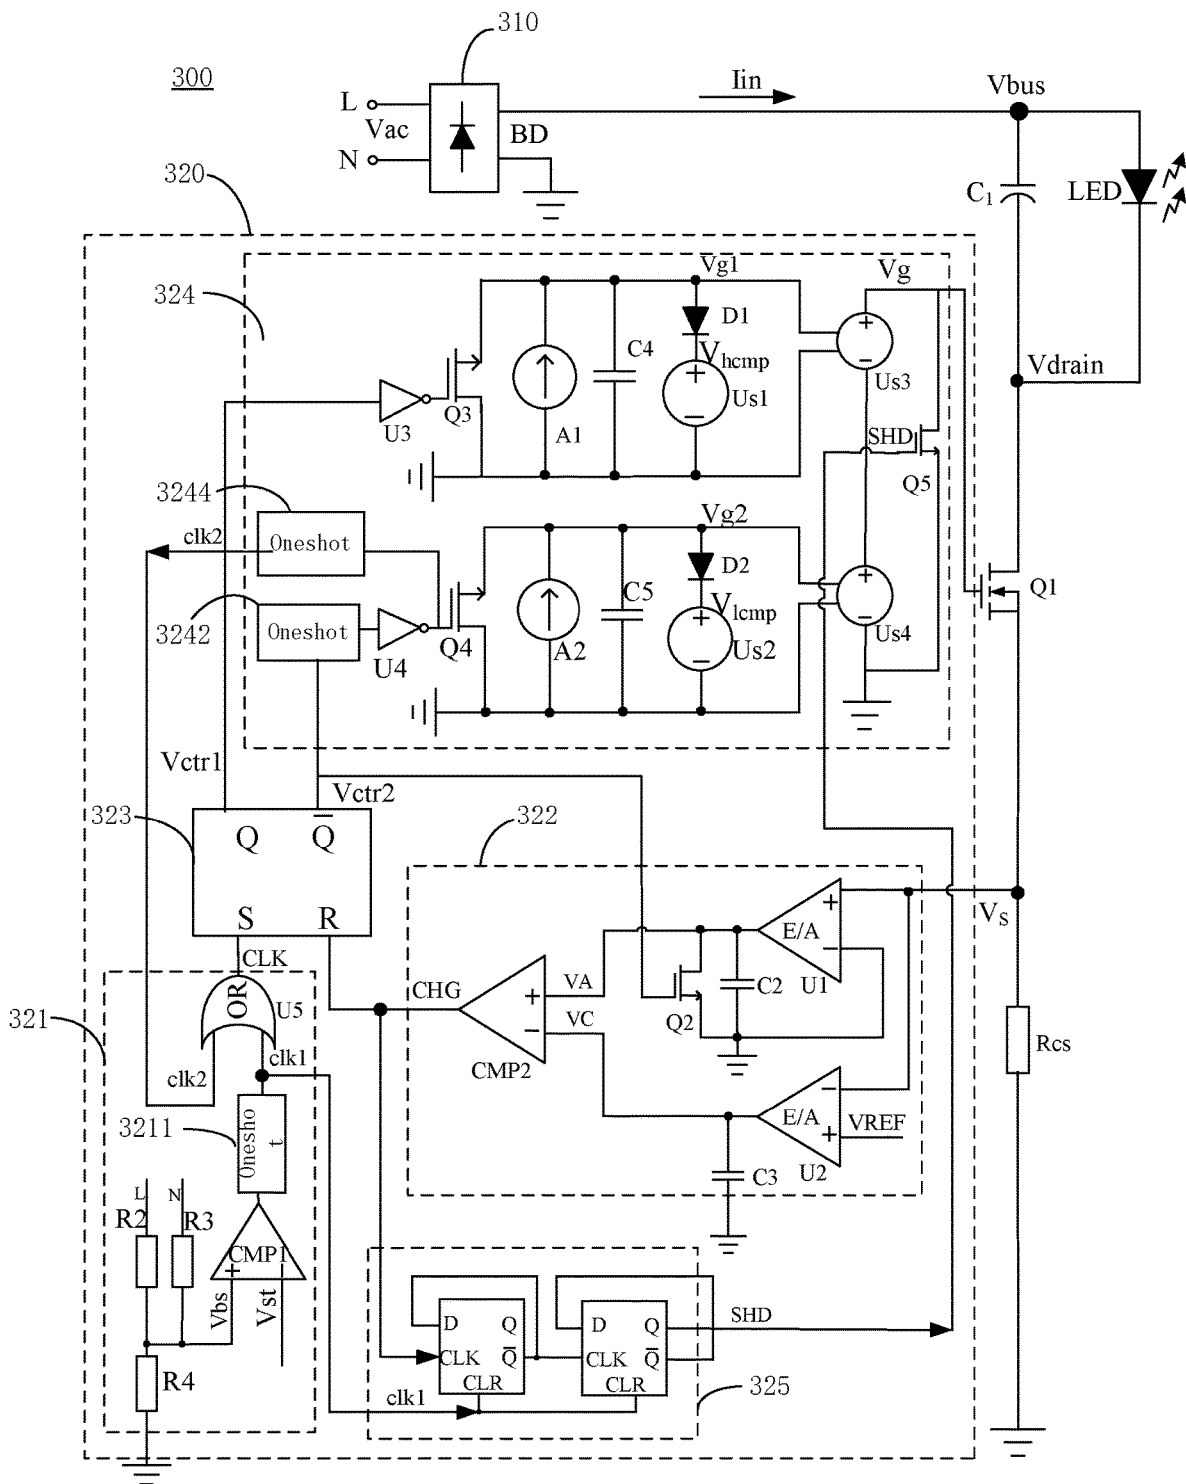 310
300
Iin
Vbus
L
Vac
BD
N
320
C1
LED
324
Vg1
Vg
D1
C4
Vhcmp
Us1
Us3
Vdrain
U3
Q3
A1
SHD
Q5
3244
clk2
Oneshot
Vg2
D2
C5
Vlcmp
Us4
Q1
3242
Oneshot
U4
Q4
A2
Us2
Vctr1
Vctr2
323
Q
Q̅
322
S
R
VS
CLK
E/A
U1
321
OR
U5
CHG
VA
C2
Q2
VC
CMP2
clk2
clk1
Rcs
E/A
VREF
U2
3211
Onesho
t
C3
L
N
R2
R3
CMP1
Vbs
Vst
R4
D
Q
CLK
Q̅
CLR
D
Q
CLK
Q̅
CLR
SHD
clk1
325